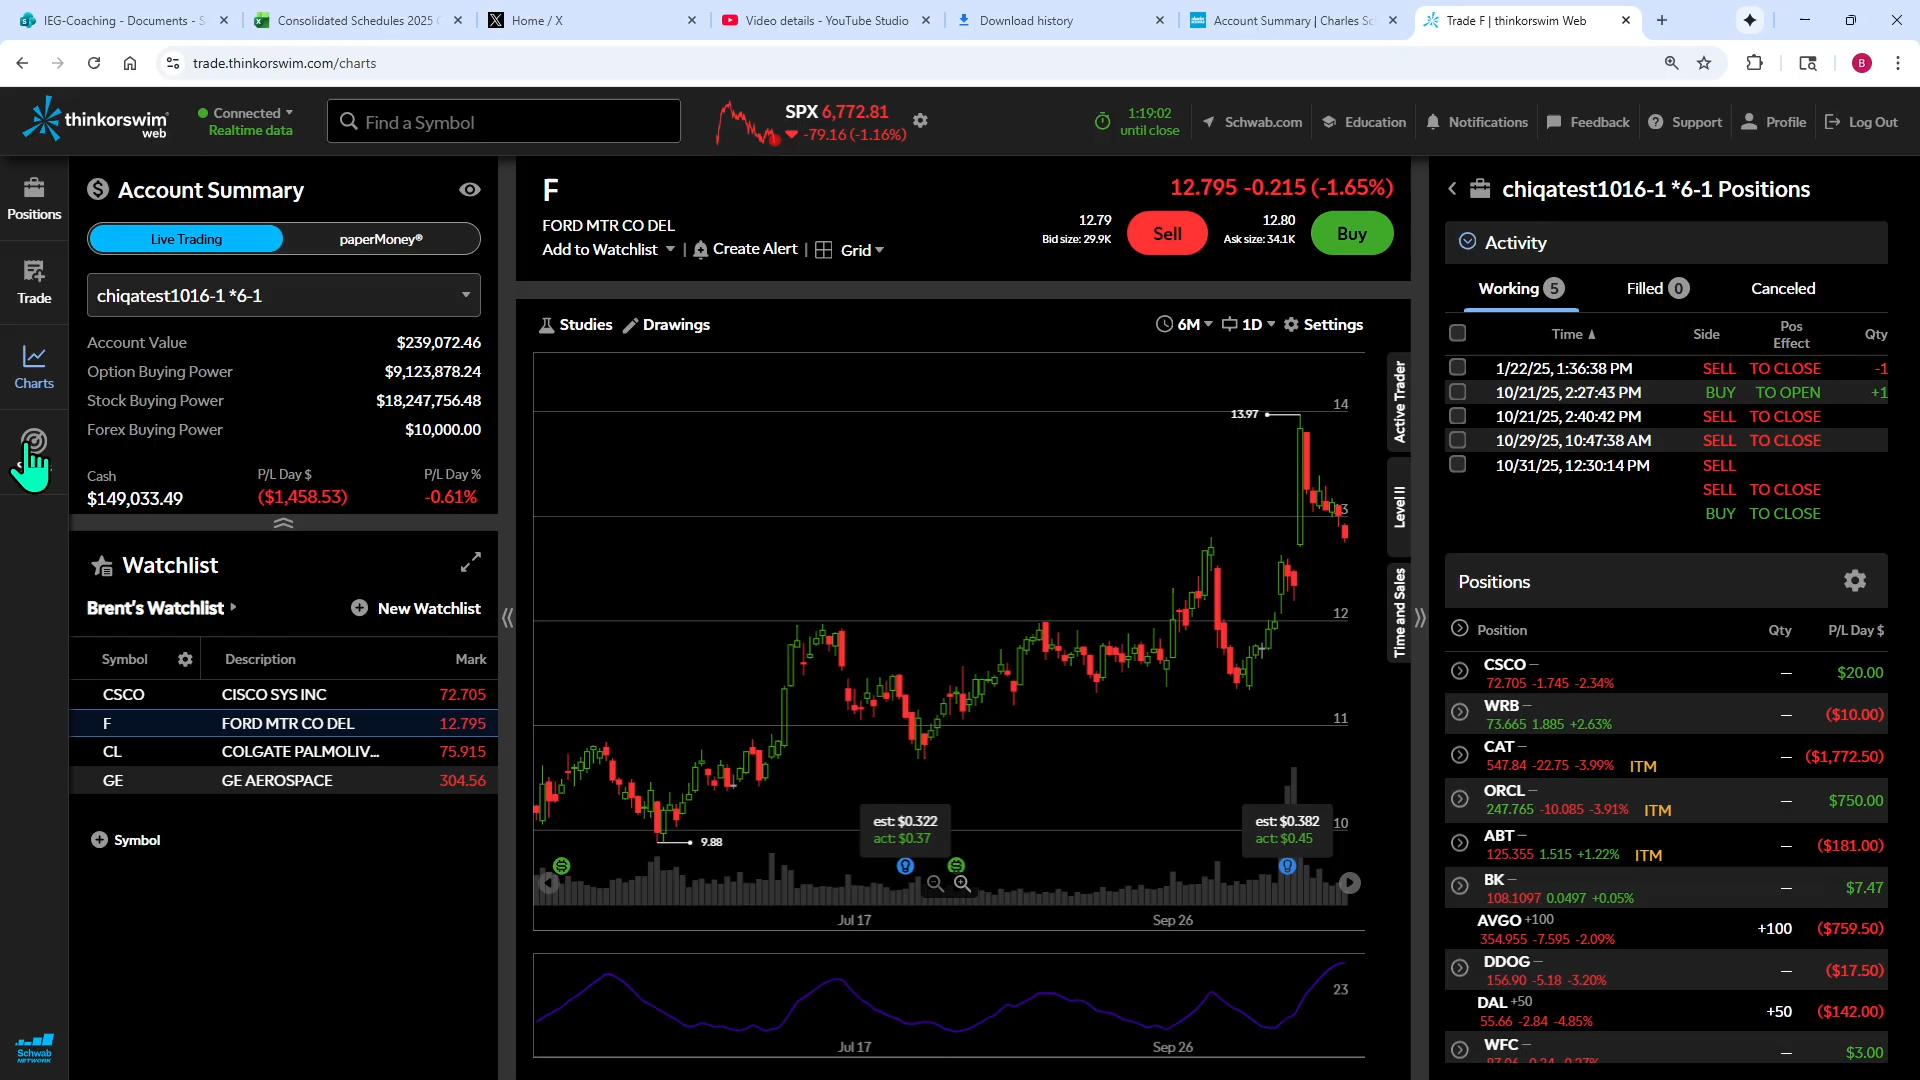 IEG-Coaching - Documents - S
Consolidated Schedules 2025 C
Home / X
Video details - YouTube Studio
Download history
Account Summary | Charles Sc
Trade F | thinkorswim Web
trade.thinkorswim.com/charts
B
thinkorswim
web
Connected
Realtime data
Find a Symbol
SPX 6,772.81
-79.16 (-1.16%)
1:19:02
until close
Schwab.com
Education
Notifications
Feedback
Support
Profile
Log Out
Positions
Trade
Charts
Schwab
NETWORK
Account Summary
Live Trading
paperMoney®
chiqatest1016-1 *6-1
Account Value $239,072.46
Option Buying Power $9,123,878.24
Stock Buying Power $18,247,756.48
Forex Buying Power $10,000.00
Cash P/L Day $ P/L Day %
$149,033.49 ($1,458.53) -0.61%
Watchlist
Brent's Watchlist
New Watchlist
Symbol Description Mark
CSCO CISCO SYS INC 72.705
F FORD MTR CO DEL 12.795
CL COLGATE PALMOLIV... 75.915
GE GE AEROSPACE 304.56
Symbol
F
FORD MTR CO DEL
Add to Watchlist | Create Alert | Grid
12.795 -0.215 (-1.65%)
12.79
Bid size: 29.9K
Sell
12.80
Ask size: 34.1K
Buy
Studies Drawings
6M 1D Settings
14
13.97
13
12
11
10
9.88
est: $0.322
act: $0.37
est: $0.382
act: $0.45
Jul 17 Sep 26
23
Jul 17 Sep 26
Active Trader
Level II
Time and Sales
chiqatest1016-1 *6-1 Positions
Activity
Working 5 Filled 0 Canceled
Time Side Pos Effect Qty
1/22/25, 1:36:38 PM SELL TO CLOSE -1
10/21/25, 2:27:43 PM BUY TO OPEN +1
10/21/25, 2:40:42 PM SELL TO CLOSE
10/29/25, 10:47:38 AM SELL TO CLOSE
10/31/25, 12:30:14 PM SELL
SELL TO CLOSE
BUY TO CLOSE
Positions
Position Qty P/L Day $
CSCO — — $20.00
72.705 -1.745 -2.34%
WRB — — ($10.00)
73.665 1.885 +2.63%
CAT — — ($1,772.50)
547.84 -22.75 -3.99% ITM
ORCL — — $750.00
247.765 -10.085 -3.91% ITM
ABT — — ($181.00)
125.355 1.515 +1.22% ITM
BK — — $7.47
108.1097 0.0497 +0.05%
AVGO +100 +100 ($759.50)
354.955 -7.595 -2.09%
DDOG — — ($17.50)
156.90 -5.18 -3.20%
DAL +50 +50 ($142.00)
55.66 -2.84 -4.85%
WFC — — $3.00